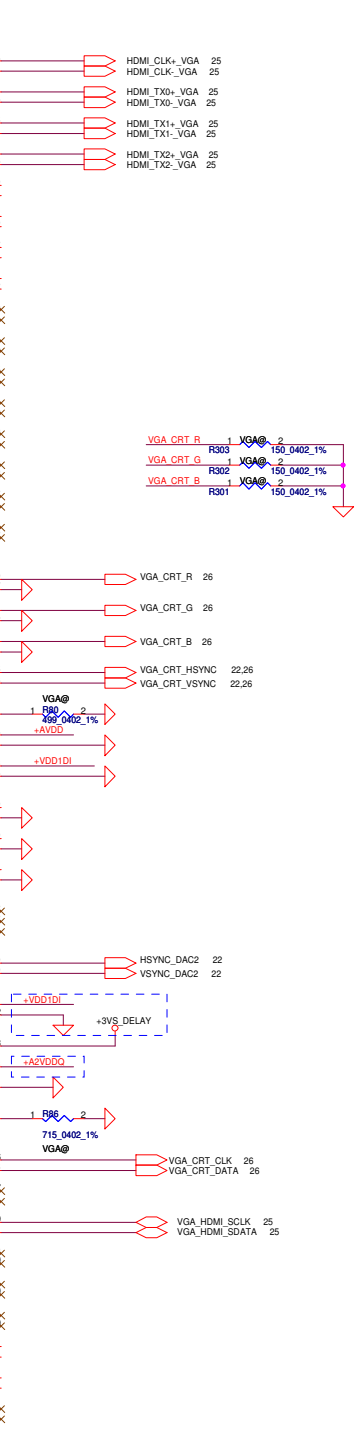 HDMI_CLK+_VGA 25
HDMI_CLK-_VGA 25
HDMI_TX0+_VGA 25
HDMI_TX0-_VGA 25
HDMI_TX1+_VGA 25
HDMI_TX1-_VGA 25
HDMI_TX2+_VGA 25
HDMI_TX2-_VGA 25
VGA_CRT_R 1 VGA@ 2
R303 150_0402_1%
VGA_CRT_G 1 VGA@ 2
R302 150_0402_1%
VGA_CRT_B 1 VGA@ 2
R301 150_0402_1%
VGA_CRT_R 26
VGA_CRT_G 26
VGA_CRT_B 26
VGA_CRT_HSYNC 22,26
VGA_CRT_VSYNC 22,26
VGA@
1 R80 2
499_0402_1%
+AVDD
+VDD1DI
HSYNC_DAC2 22
VSYNC_DAC2 22
+VDD1DI
+3VS_DELAY
+A2VDDQ
1 R86 2
715_0402_1%
VGA@
VGA_CRT_CLK 26
VGA_CRT_DATA 26
VGA_HDMI_SCLK 25
VGA_HDMI_SDATA 25